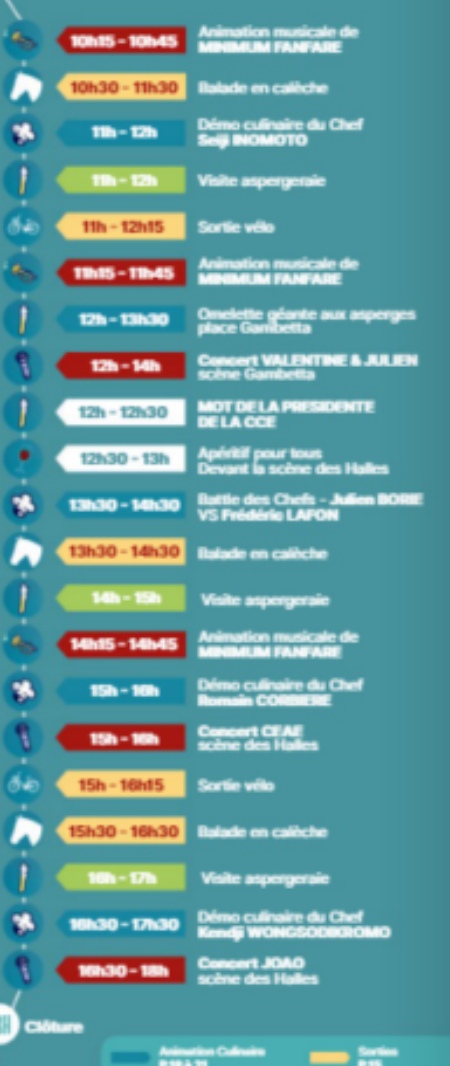 10h15 - 10h45
Animation musicale de
MINIMUM FANFARE
10h30 - 11h30
Balade en calèche
11h - 12h
Démo culinaire du Chef
Seiji INOMOTO
11h - 12h
Visite aspergeraie
11h - 12h15
Sortie vélo
11h15 - 11h45
Animation musicale de
MINIMUM FANFARE
12h - 13h30
Omelette géante aux asperges
place Gambetta
12h - 14h
Concert VALENTINE & JULIEN
scène Gambetta
12h - 12h30
MOT DE LA PRESIDENTE
DE LA CCE
12h30 - 13h
Apéritif pour tous
Devant la scène des Halles
13h30 - 14h30
Battle des Chefs - Julien BORIE
VS Frédéric LAFON
13h30 - 14h30
Balade en calèche
14h - 15h
Visite aspergeraie
14h15 - 14h45
Animation musicale de
MINIMUM FANFARE
15h - 16h
Démo culinaire du Chef
Romain CORBIERE
15h - 16h
Concert CEAE
scène des Halles
15h - 16h15
Sortie vélo
15h30 - 16h30
Balade en calèche
16h - 17h
Visite aspergeraie
16h30 - 17h30
Démo culinaire du Chef
Kendji WONGSODIKROMO
16h30 - 18h
Concert JOAO
scène des Halles
Clôture
Animation Culinaire
Sorties